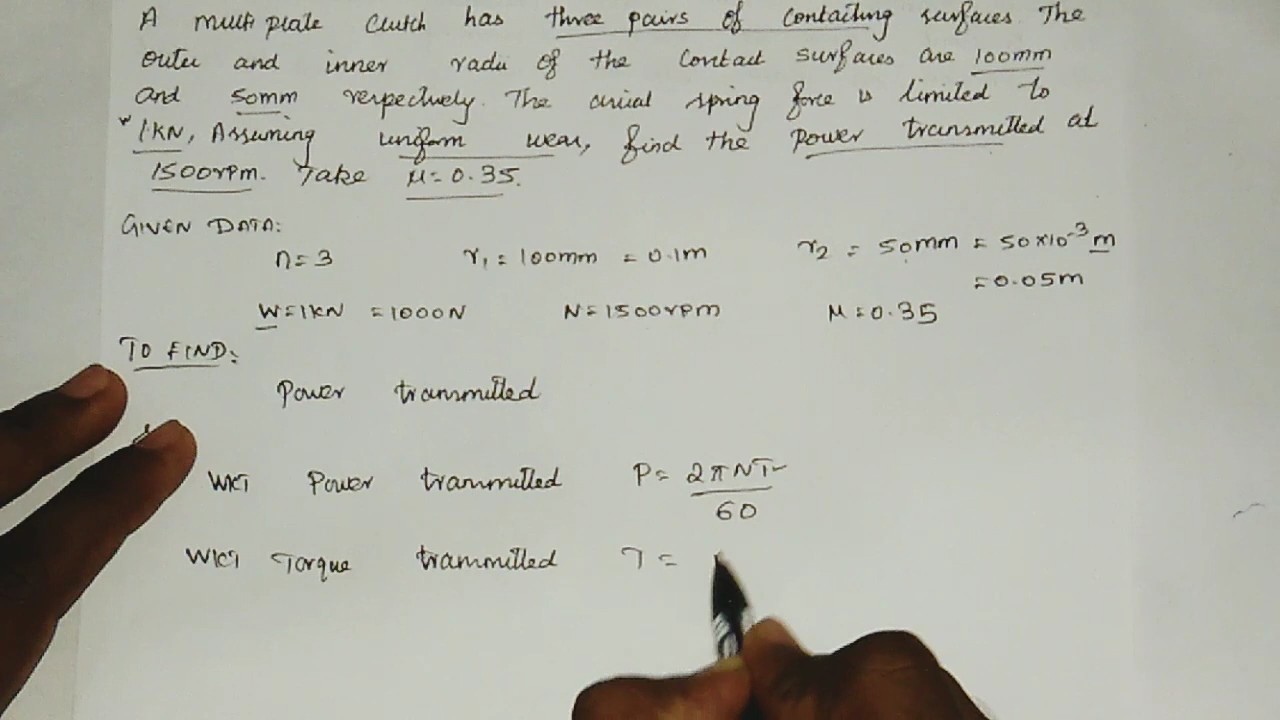 A multi plate clutch has three pairs of contacting surfaces The
outer and inner radii of the contact surfaces are 100mm
and 50mm respectively. The axial spring force is limited to
1KN, Assuming uniform wear, find the power transmitted at
1500rpm. Take μ=0.35.
GIVEN DATA:
n=3 r₁ = 100mm = 0.1m r₂ = 50mm = 50×10⁻³ m
=0.05m
W=1KN =1000N N=1500rpm μ=0.35
TO FIND:
Power transmitted
WKT Power transmitted P= 2πNT
60
WKT Torque transmitted T =